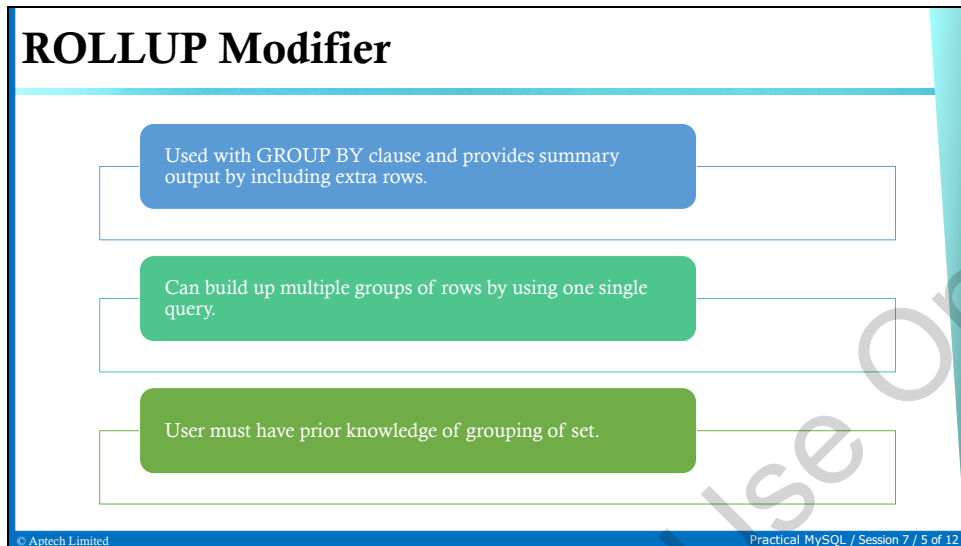 ROLLUP Modifier
Used with GROUP BY clause and provides summary
output by including extra rows.
Can build up multiple groups of rows by using one single
query.
User must have prior knowledge of grouping of set.
Use
© Aptech Limited
Practical MySQL / Session 7 / 5 of 12